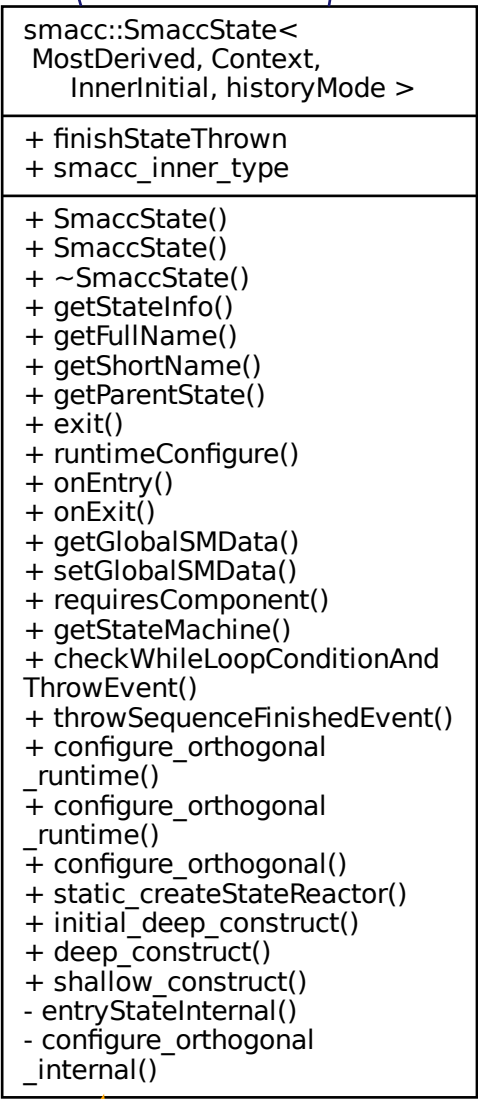 smacc::SmaccState<
MostDerived, Context,
InnerInitial, historyMode >
+ finishStateThrown
+ smacc_inner_type
+ SmaccState()
+ SmaccState()
+ ~SmaccState()
+ getStateInfo()
+ getFullName()
+ getShortName()
+ getParentState()
+ exit()
+ runtimeConfigure()
+ onEntry()
+ onExit()
+ getGlobalSMData()
+ setGlobalSMData()
+ requiresComponent()
+ getStateMachine()
+ checkWhileLoopConditionAnd
ThrowEvent()
+ throwSequenceFinishedEvent()
+ configure_orthogonal
_runtime()
+ configure_orthogonal
_runtime()
+ configure_orthogonal()
+ static_createStateReactor()
+ initial_deep_construct()
+ deep_construct()
+ shallow_construct()
- entryStateInternal()
- configure_orthogonal
_internal()